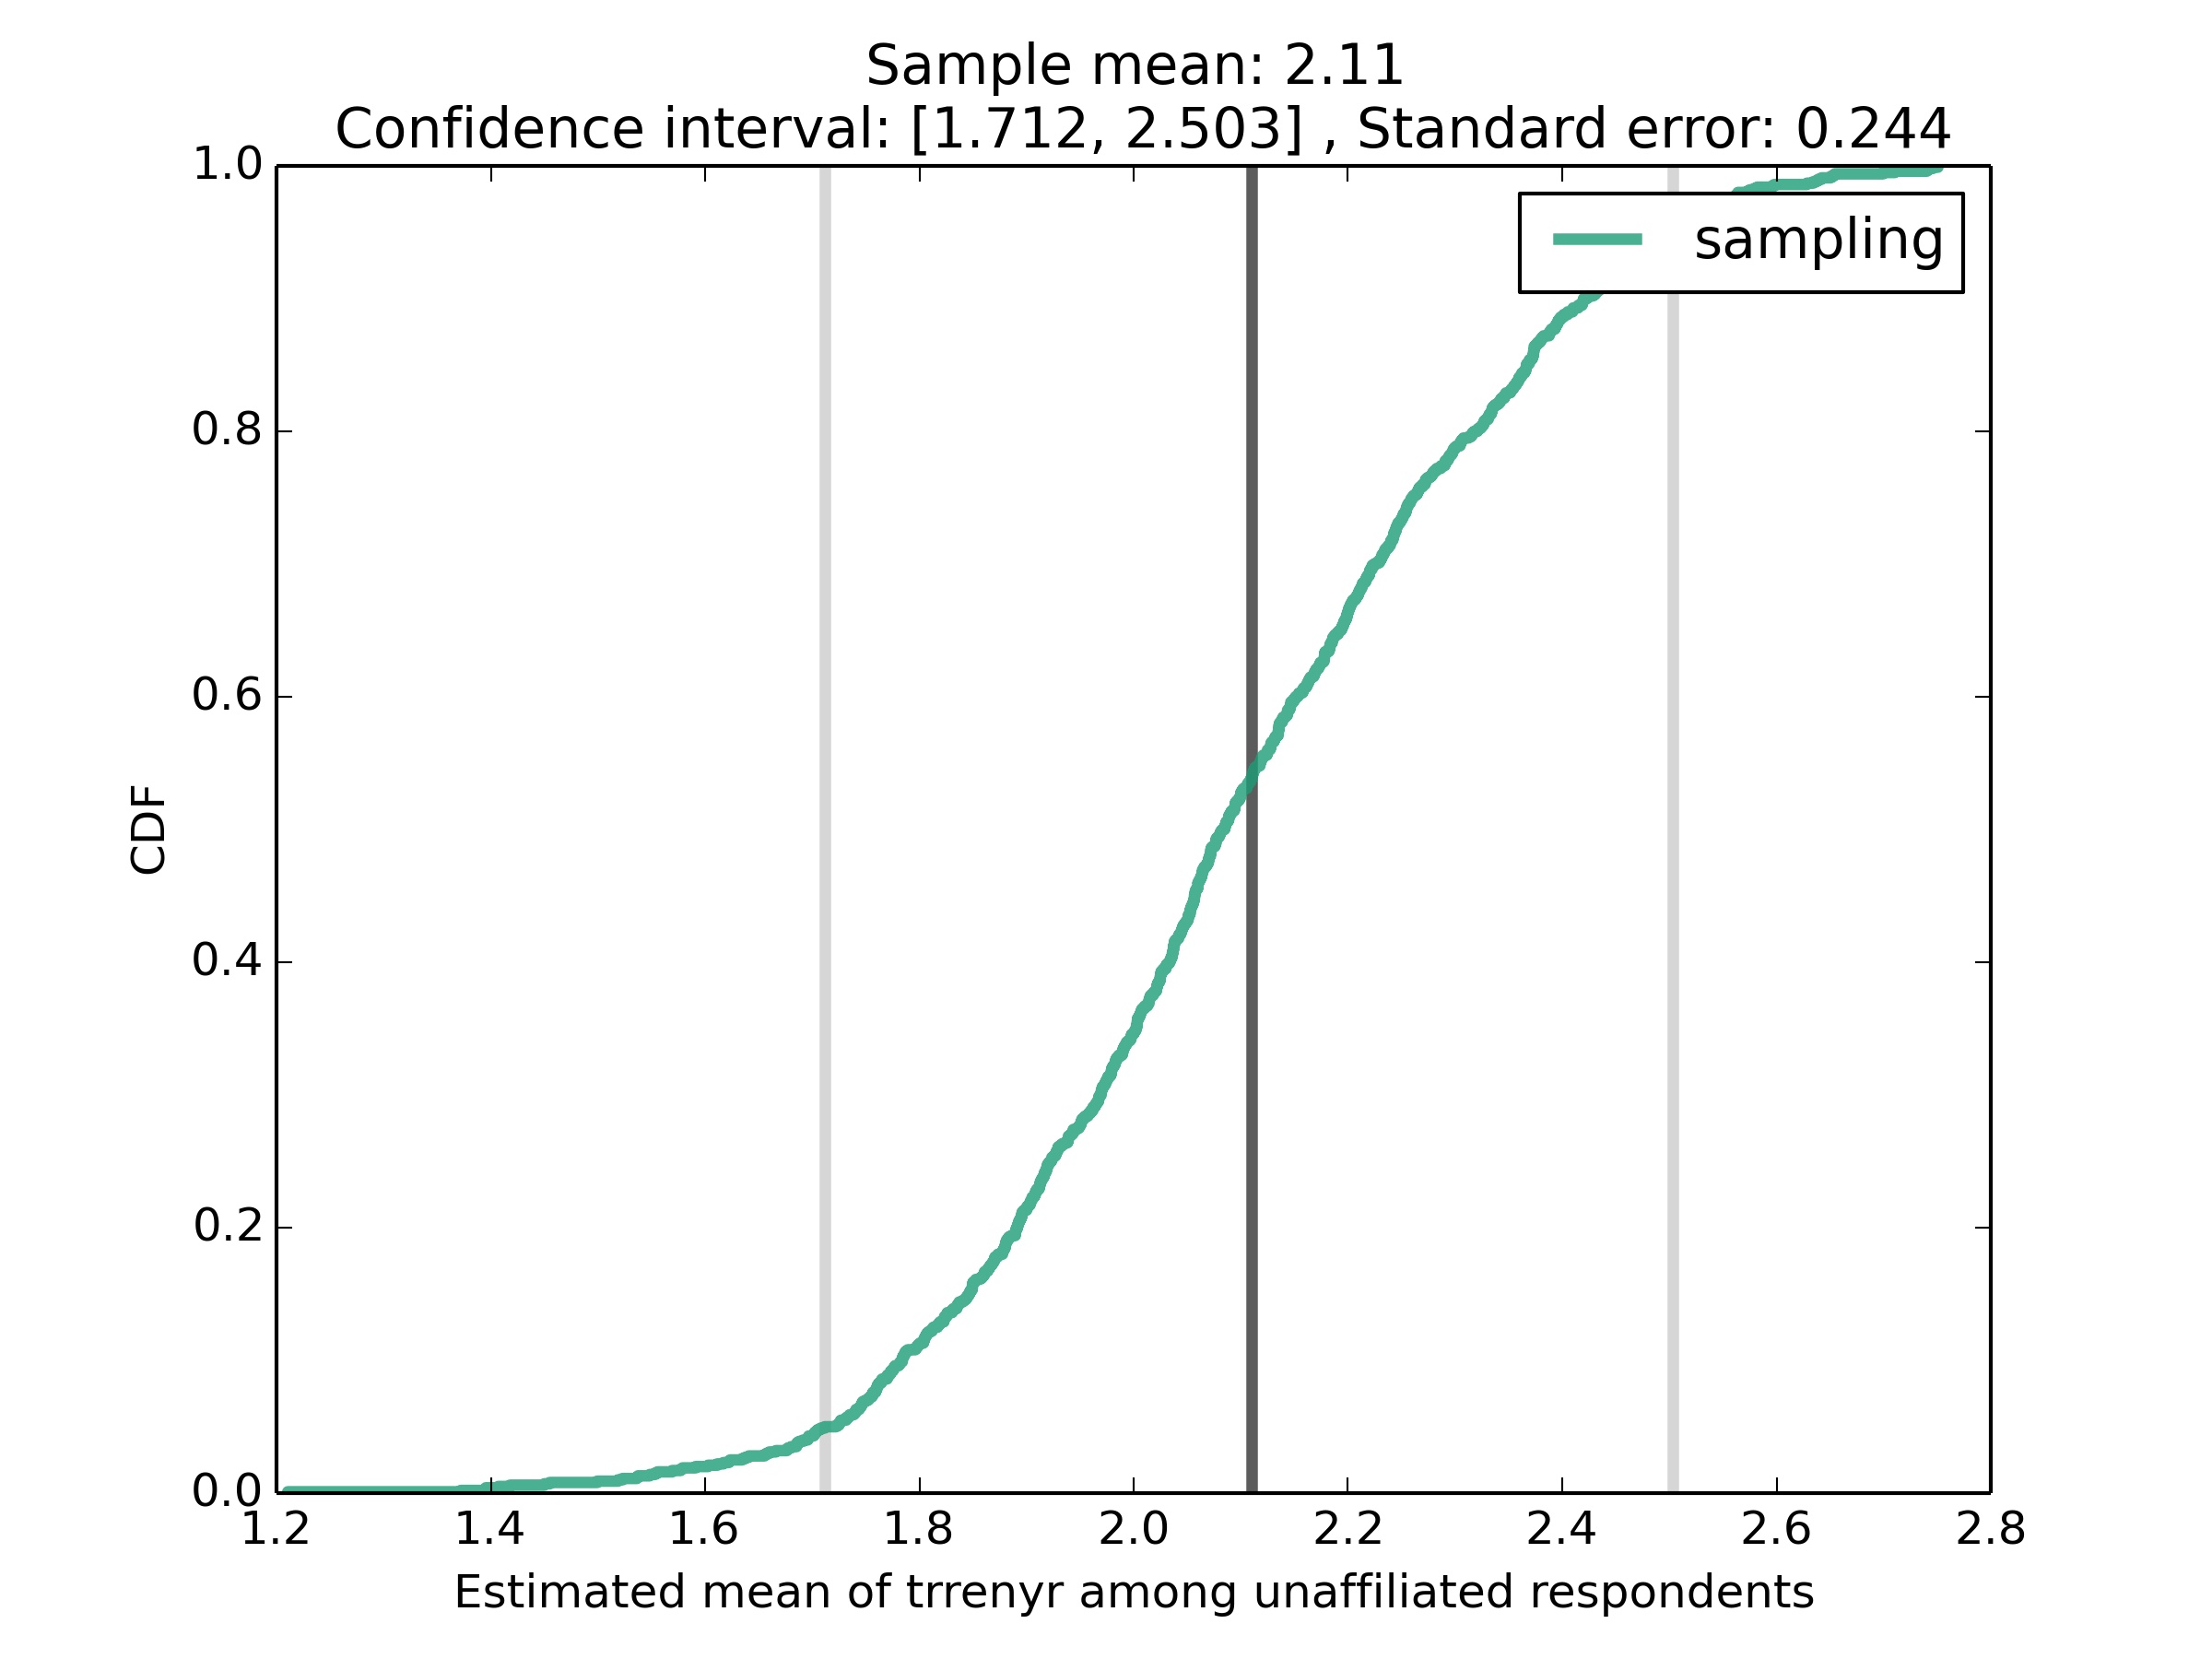 Sample mean: 2.11
Confidence interval: [1.712, 2.503] , Standard error: 0.244
1.0
0.8
0.6
0.4
0.2
0.0
CDF
sampling
1.2 1.4 1.6 1.8 2.0 2.2 2.4 2.6 2.8
Estimated mean of trrenyr among unaffiliated respondents